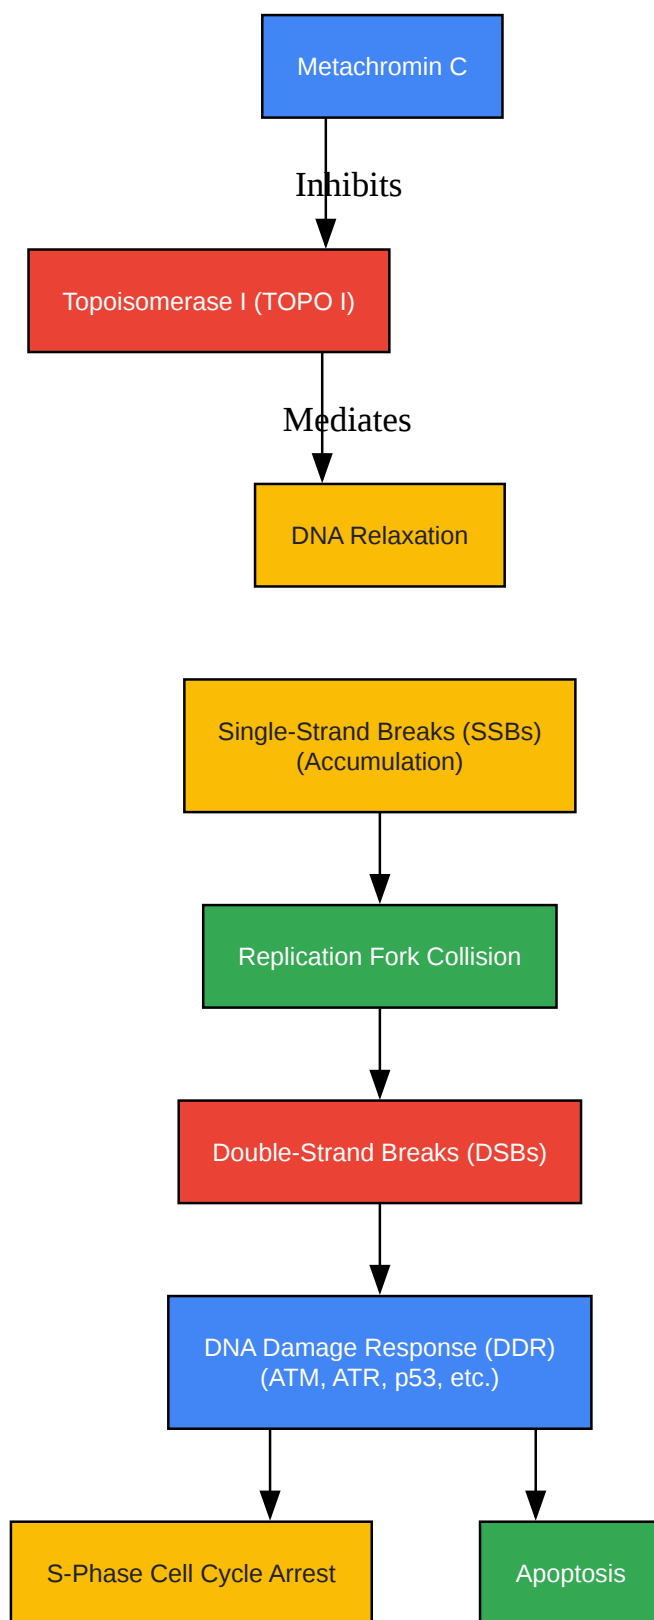 Metachromin C
Inhibits
Topoisomerase I (TOPO I)
Mediates
DNA Relaxation
Single-Strand Breaks (SSBs)
(Accumulation)
Replication Fork Collision
Double-Strand Breaks (DSBs)
DNA Damage Response (DDR)
(ATM, ATR, p53, etc.)
S-Phase Cell Cycle Arrest
Apoptosis